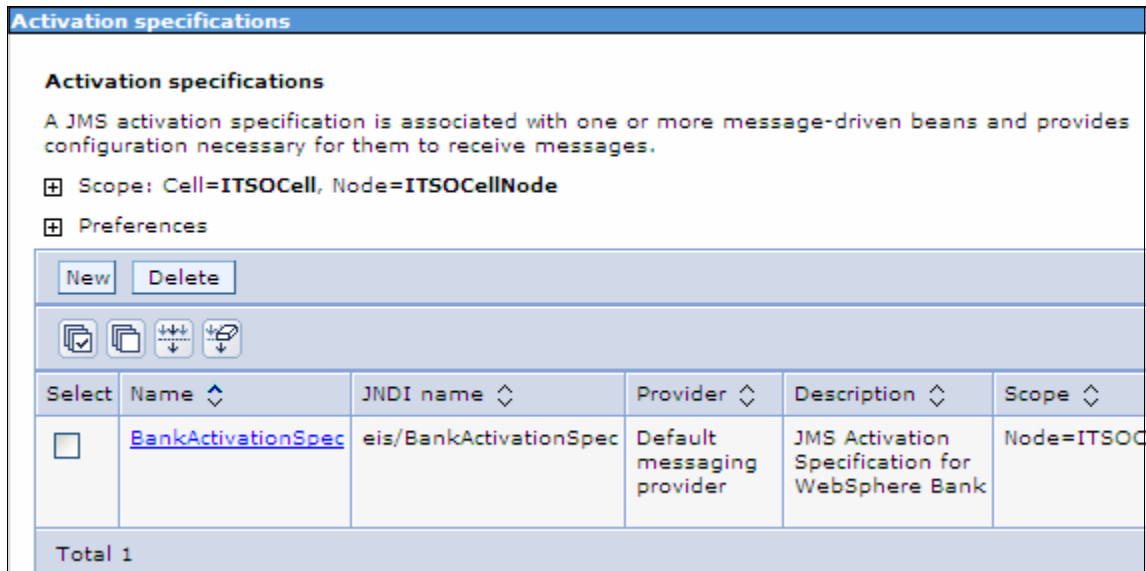 Activation specifications
Activation specifications
A JMS activation specification is associated with one or more message-driven beans and provides
configuration necessary for them to receive messages.
Scope: Cell=ITSOCell, Node=ITSOCellNode
Preferences
New Delete
Select Name JNDI name Provider Description Scope
BankActivationSpec eis/BankActivationSpec Default JMS Activation Node=ITSOC
messaging Specification for
provider WebSphere Bank
Total 1